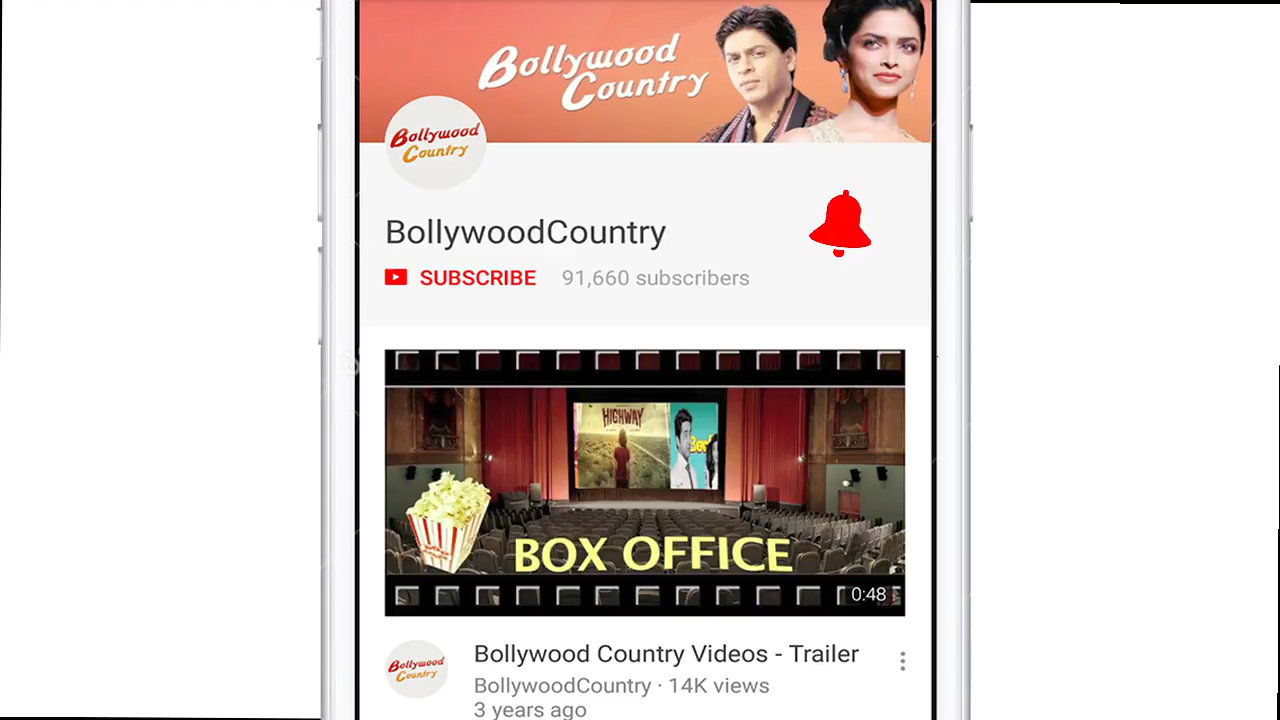 Bollywood
Country
Bollywood
Country
BollywoodCountry
SUBSCRIBE 91,660 subscribers
HIGHWAY
BOX OFFICE
0:48
Bollywood Country Videos - Trailer
Bollywood
Country
BollywoodCountry · 14K views
3 years ago